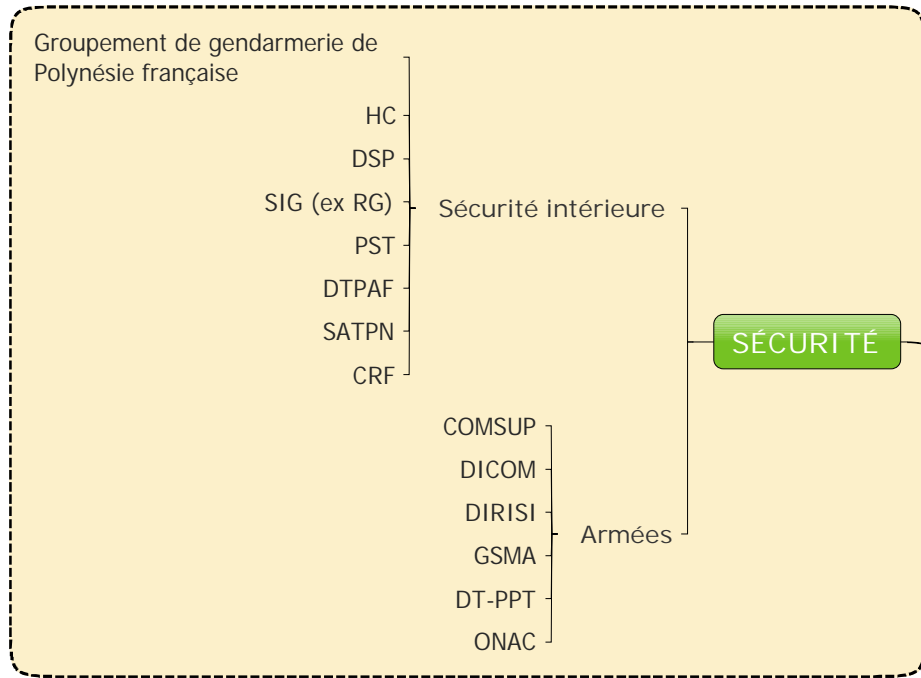 Groupement de gendarmerie de
Polynésie française
HC
DSP
SIG (ex RG)
PST
DTPAF
SATPN
CRF
Sécurité intérieure
SÉCURITÉ
COMSUP
DICOM
DIRISI
GSMA
DT-PPT
ONAC
Armées